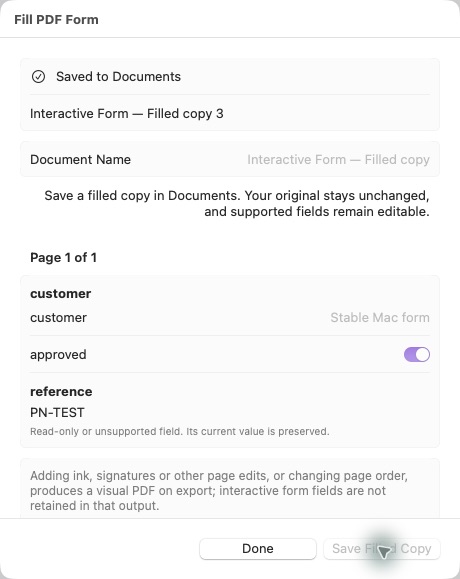 Fill PDF Form
Saved to Documents
Interactive Form — Filled copy 3
Document Name Interactive Form — Filled copy
Save a filled copy in Documents. Your original stays unchanged,
and supported fields remain editable.
Page 1 of 1
customer
customer Stable Mac form
approved
reference
PN-TEST
Read-only or unsupported field. Its current value is preserved.
Adding ink, signatures or other page edits, or changing page order,
produces a visual PDF on export; interactive form fields are not
retained in that output.
Done Save Filled Copy